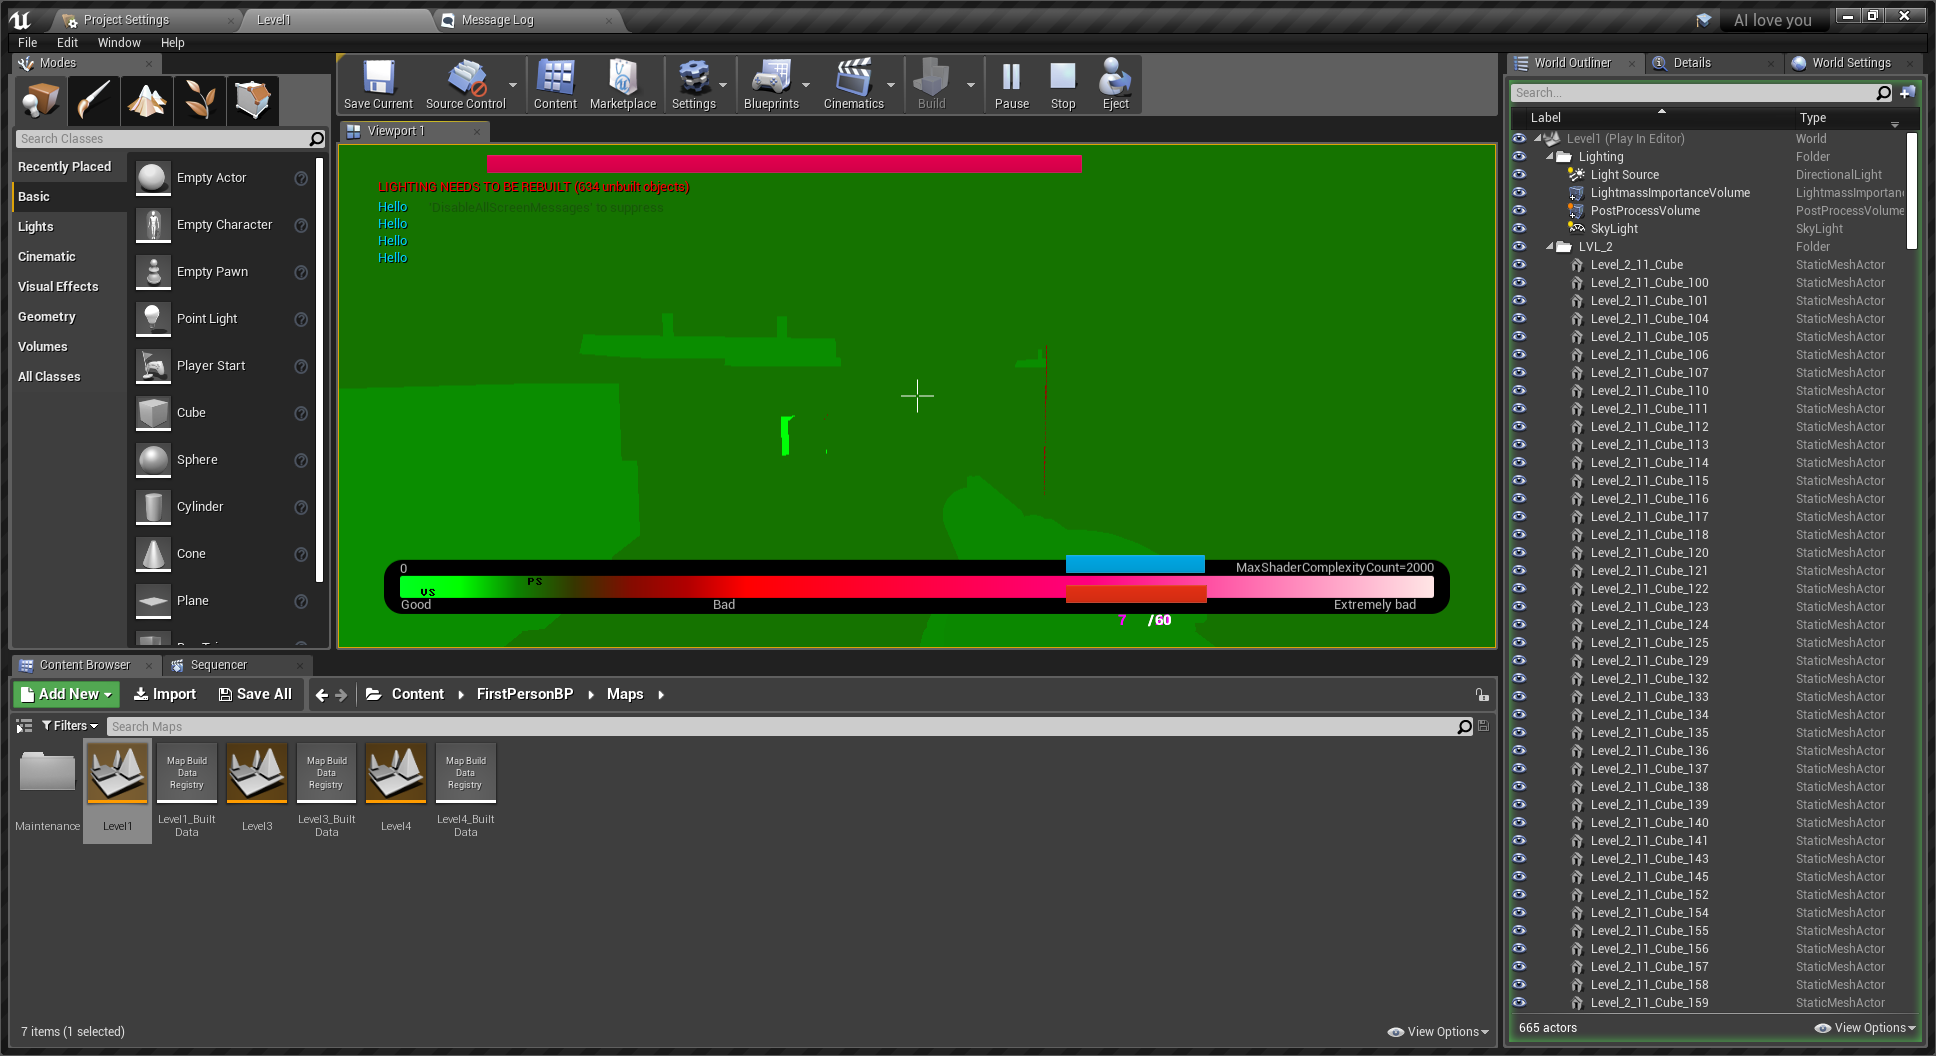 Project Settings
Level1
Message Log
AI love you
File Edit Window Help
Modes
Search Classes
Recently Placed
Basic
Lights
Cinematic
Visual Effects
Geometry
Volumes
All Classes
Empty Actor
Empty Character
Empty Pawn
Point Light
Player Start
Cube
Sphere
Cylinder
Cone
Plane
Save Current
Source Control
Content
Marketplace
Settings
Blueprints
Cinematics
Build
Pause
Stop
Eject
Viewport 1
LIGHTING NEEDS TO BE REBUILT (634 unbuilt objects)
Hello 'DisableAllScreenMessages' to suppress
Hello
Hello
Hello
0 MaxShaderComplexityCount=2000
PS
VS
Good Bad Extremely bad
7 /60
World Outliner
Details
World Settings
Search...
Label Type
Level1 (Play In Editor) World
Lighting Folder
Light Source DirectionalLight
LightmassImportanceVolume LightmassImportan
PostProcessVolume PostProcessVolume
SkyLight SkyLight
LVL_2 Folder
Level_2_11_Cube StaticMeshActor
Level_2_11_Cube_100 StaticMeshActor
Level_2_11_Cube_101 StaticMeshActor
Level_2_11_Cube_104 StaticMeshActor
Level_2_11_Cube_105 StaticMeshActor
Level_2_11_Cube_106 StaticMeshActor
Level_2_11_Cube_107 StaticMeshActor
Level_2_11_Cube_110 StaticMeshActor
Level_2_11_Cube_111 StaticMeshActor
Level_2_11_Cube_112 StaticMeshActor
Level_2_11_Cube_113 StaticMeshActor
Level_2_11_Cube_114 StaticMeshActor
Level_2_11_Cube_115 StaticMeshActor
Level_2_11_Cube_116 StaticMeshActor
Level_2_11_Cube_117 StaticMeshActor
Level_2_11_Cube_118 StaticMeshActor
Level_2_11_Cube_120 StaticMeshActor
Level_2_11_Cube_121 StaticMeshActor
Level_2_11_Cube_122 StaticMeshActor
Level_2_11_Cube_123 StaticMeshActor
Level_2_11_Cube_124 StaticMeshActor
Level_2_11_Cube_125 StaticMeshActor
Level_2_11_Cube_129 StaticMeshActor
Level_2_11_Cube_132 StaticMeshActor
Level_2_11_Cube_133 StaticMeshActor
Level_2_11_Cube_134 StaticMeshActor
Level_2_11_Cube_135 StaticMeshActor
Level_2_11_Cube_136 StaticMeshActor
Level_2_11_Cube_137 StaticMeshActor
Level_2_11_Cube_138 StaticMeshActor
Level_2_11_Cube_139 StaticMeshActor
Level_2_11_Cube_140 StaticMeshActor
Level_2_11_Cube_141 StaticMeshActor
Level_2_11_Cube_143 StaticMeshActor
Level_2_11_Cube_145 StaticMeshActor
Level_2_11_Cube_152 StaticMeshActor
Level_2_11_Cube_154 StaticMeshActor
Level_2_11_Cube_155 StaticMeshActor
Level_2_11_Cube_156 StaticMeshActor
Level_2_11_Cube_157 StaticMeshActor
Level_2_11_Cube_158 StaticMeshActor
Level_2_11_Cube_159 StaticMeshActor
665 actors View Options
Content Browser
Sequencer
Add New Import Save All Content FirstPersonBP Maps
Filters Search Maps
Maintenance
Level1
Map Build
Data
Registry
Level1_Built
Data
Level3
Map Build
Data
Registry
Level3_Built
Data
Level4
Map Build
Data
Registry
Level4_Built
Data
7 items (1 selected) View Options